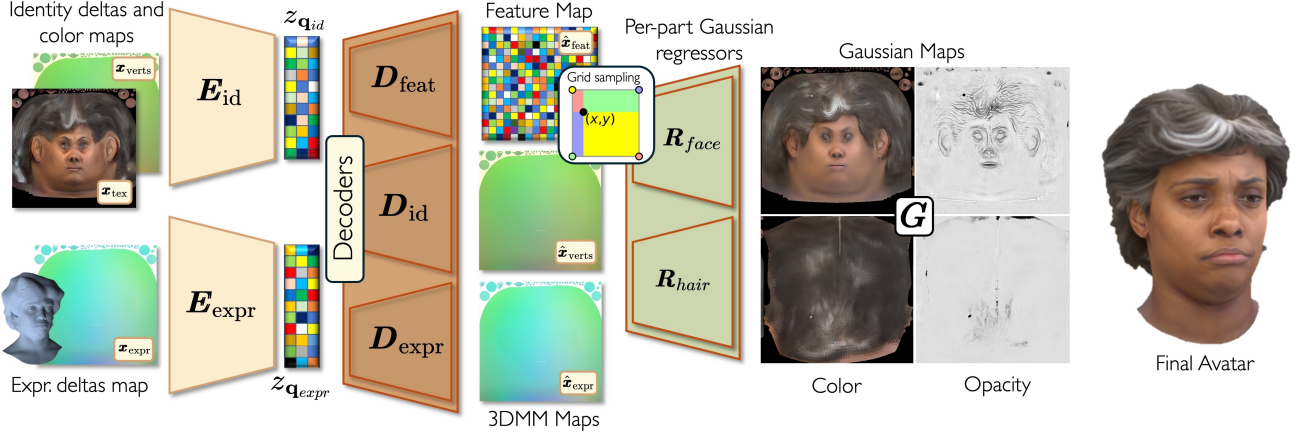 Identity deltas and
color maps
x_verts
x_tex
E_id
z_q_id
Expr. deltas map
x_expr
E_expr
z_q_expr
Decoders
D_feat
D_id
D_expr
Feature Map
x̂_feat
Grid sampling
(x,y)
x̂_verts
x̂_expr
3DMM Maps
Per-part Gaussian
regressors
R_face
R_hair
Gaussian Maps
G
Color
Opacity
Final Avatar